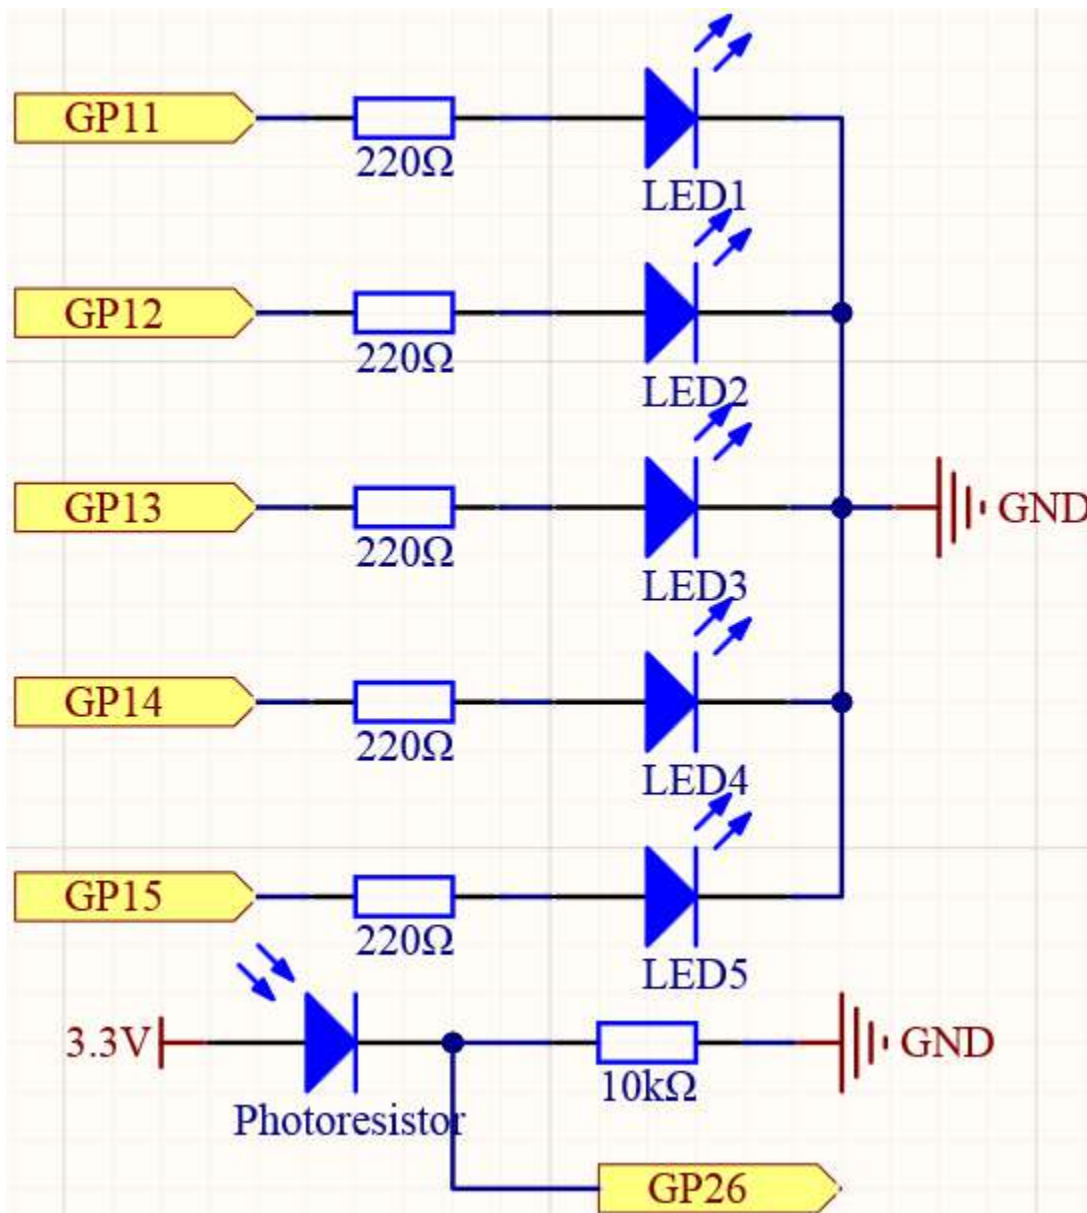 GP11
220Ω
LED1
GP12
220Ω
LED2
GP13
220Ω
LED3
GND
GP14
220Ω
LED4
GP15
220Ω
LED5
3.3V
Photoresistor
10kΩ
GND
GP26